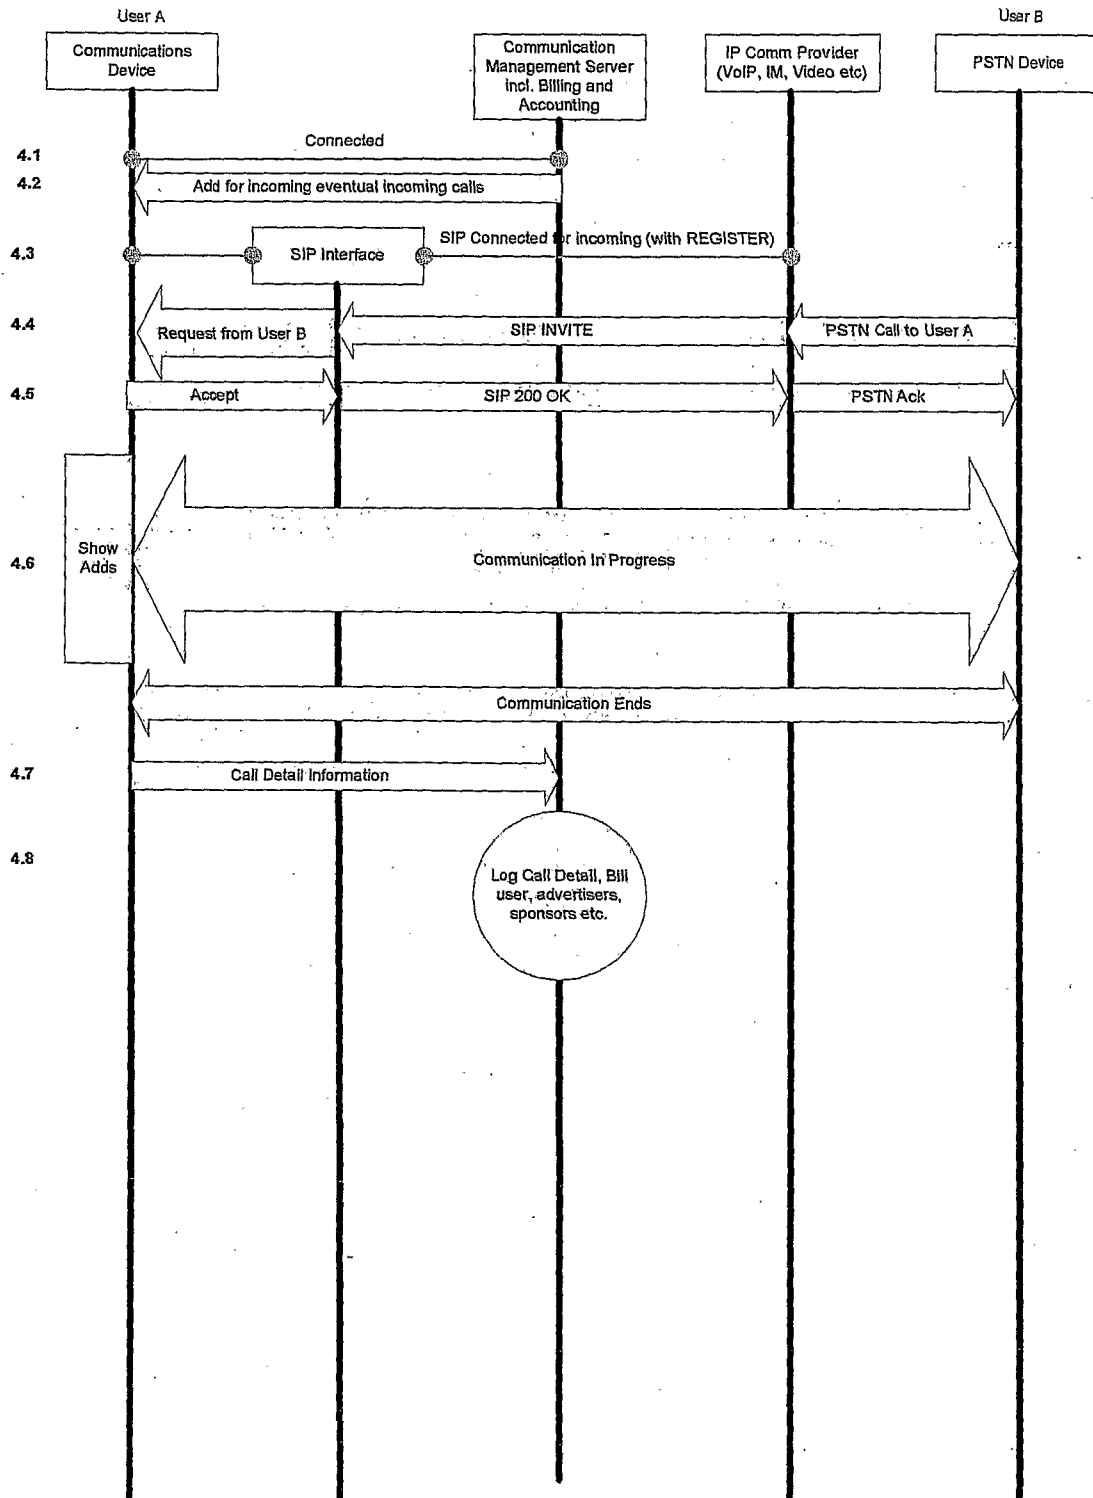 User A
User B
Communications
Device
Communication
Management Server
incl. Billing and
Accounting
IP Comm Provider
(VoIP, IM, Video etc)
PSTN Device
4.1
Connected
4.2
Add for incoming eventual incoming calls
4.3
SIP Interface
SIP Connected for incoming (with REGISTER)
4.4
Request from User B
SIP INVITE
PSTN Call to User A
4.5
Accept
SIP 200 OK
PSTN Ack
4.6
Show
Adds
Communication In Progress
Communication Ends
4.7
Call Detail Information
4.8
Log Call Detail, Bill
user, advertisers,
sponsors etc.